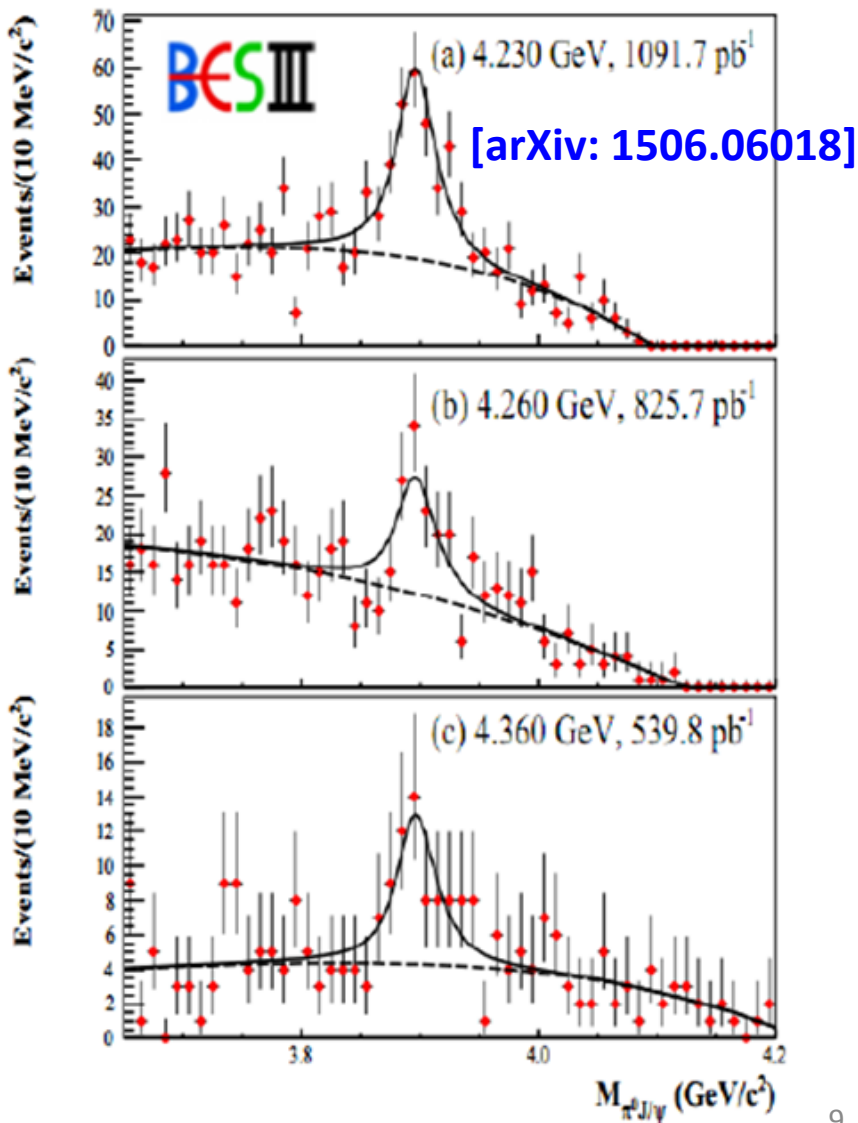 BESIII
(a) 4.230 GeV, 1091.7 pb⁻¹
[arXiv: 1506.06018]
Events/(10 MeV/c²)
70
60
50
40
30
20
10
0
(b) 4.260 GeV, 825.7 pb⁻¹
Events/(10 MeV/c²)
40
35
30
25
20
15
10
5
0
(c) 4.360 GeV, 539.8 pb⁻¹
Events/(10 MeV/c²)
18
16
14
12
10
8
6
4
2
0
3.8 4.0 4.2
M_π⁰J/ψ (GeV/c²)
9